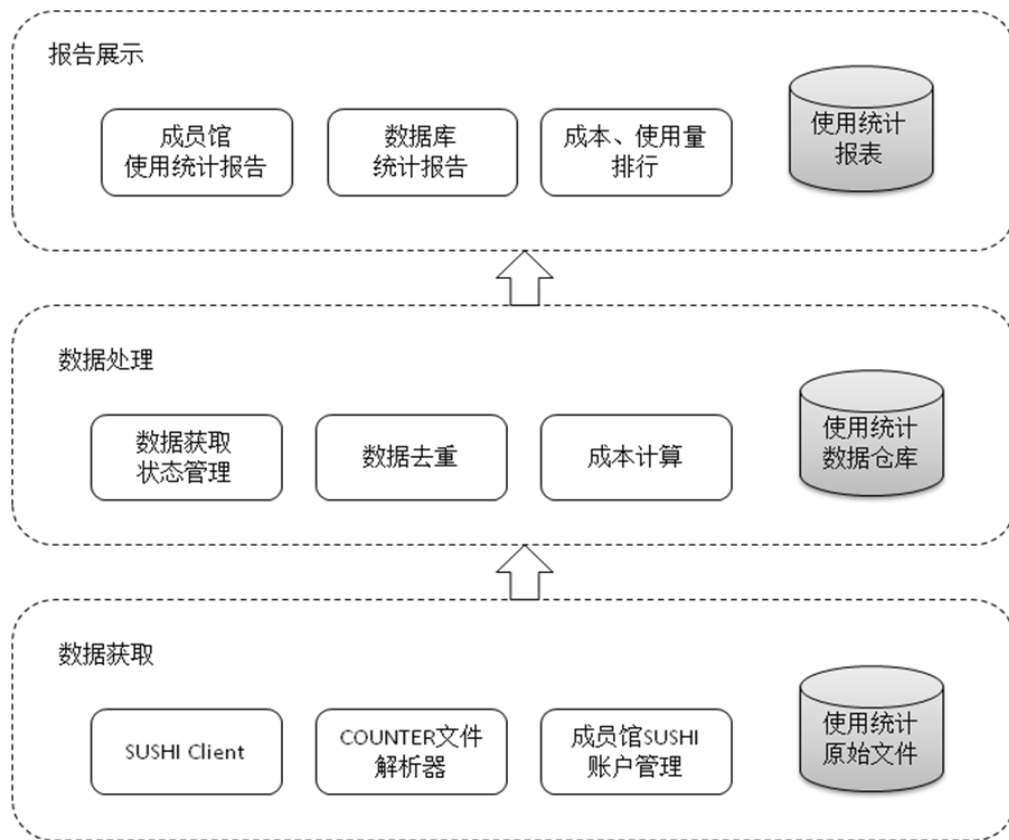 报告展示
成员馆
使用统计报告
数据库
统计报告
成本、使用量
排行
使用统计
报表
数据处理
数据获取
状态管理
数据去重
成本计算
使用统计
数据仓库
数据获取
SUSHI Client
COUNTER文件
解析器
成员馆SUSHI
账户管理
使用统计
原始文件